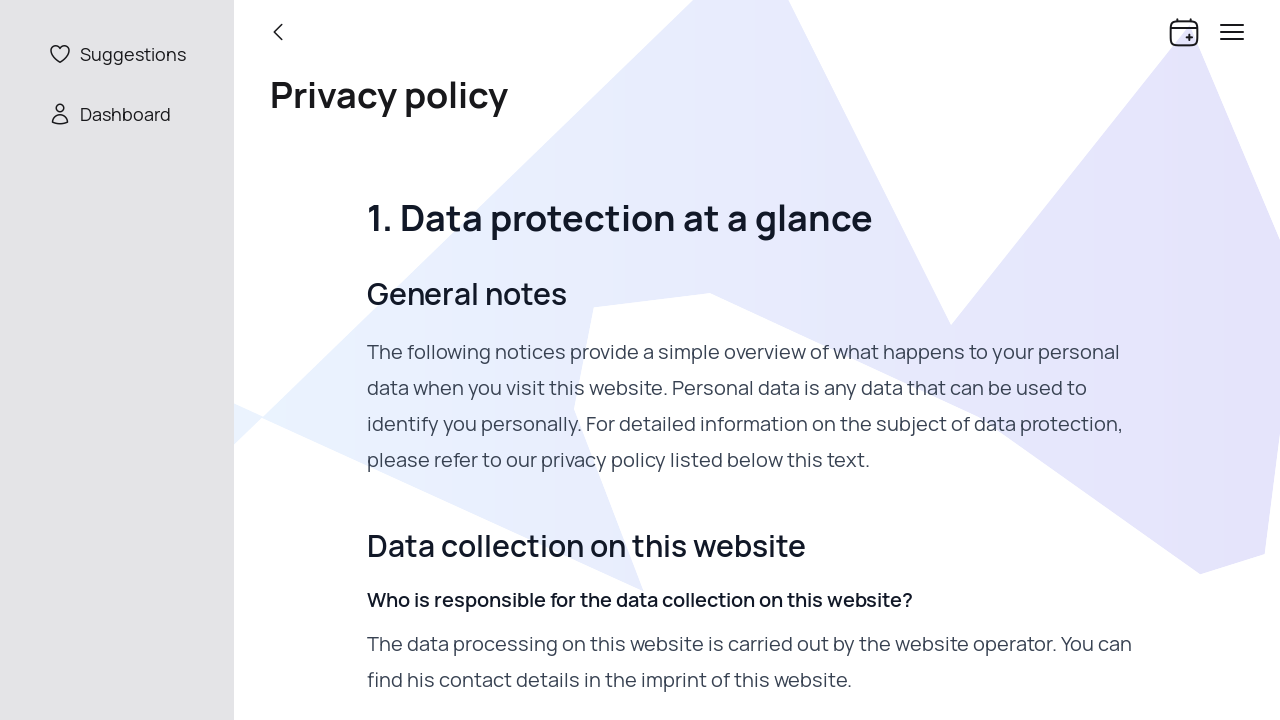 Suggestions
Dashboard
Privacy policy
1. Data protection at a glance
General notes
The following notices provide a simple overview of what happens to your personal
data when you visit this website. Personal data is any data that can be used to
identify you personally. For detailed information on the subject of data protection,
please refer to our privacy policy listed below this text.
Data collection on this website
Who is responsible for the data collection on this website?
The data processing on this website is carried out by the website operator. You can
find his contact details in the imprint of this website.